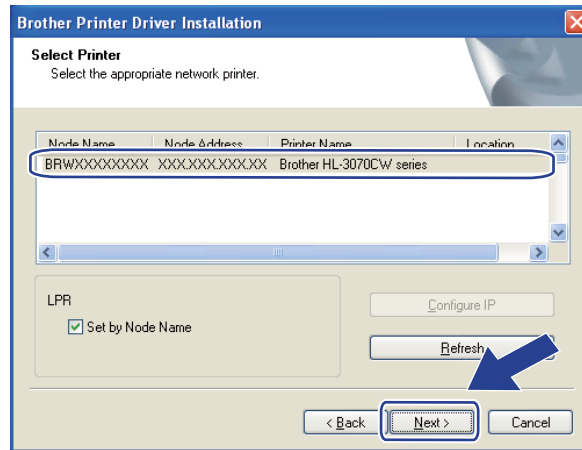 Brother Printer Driver Installation
Select Printer
Select the appropriate network printer.
Node Name Node Address Printer Name Location
BRWXXXXXXXX XXX.XXX.XXX.XX Brother HL-3070CW series
LPR
Set by Node Name
Configure IP
Refresh
< Back Next > Cancel